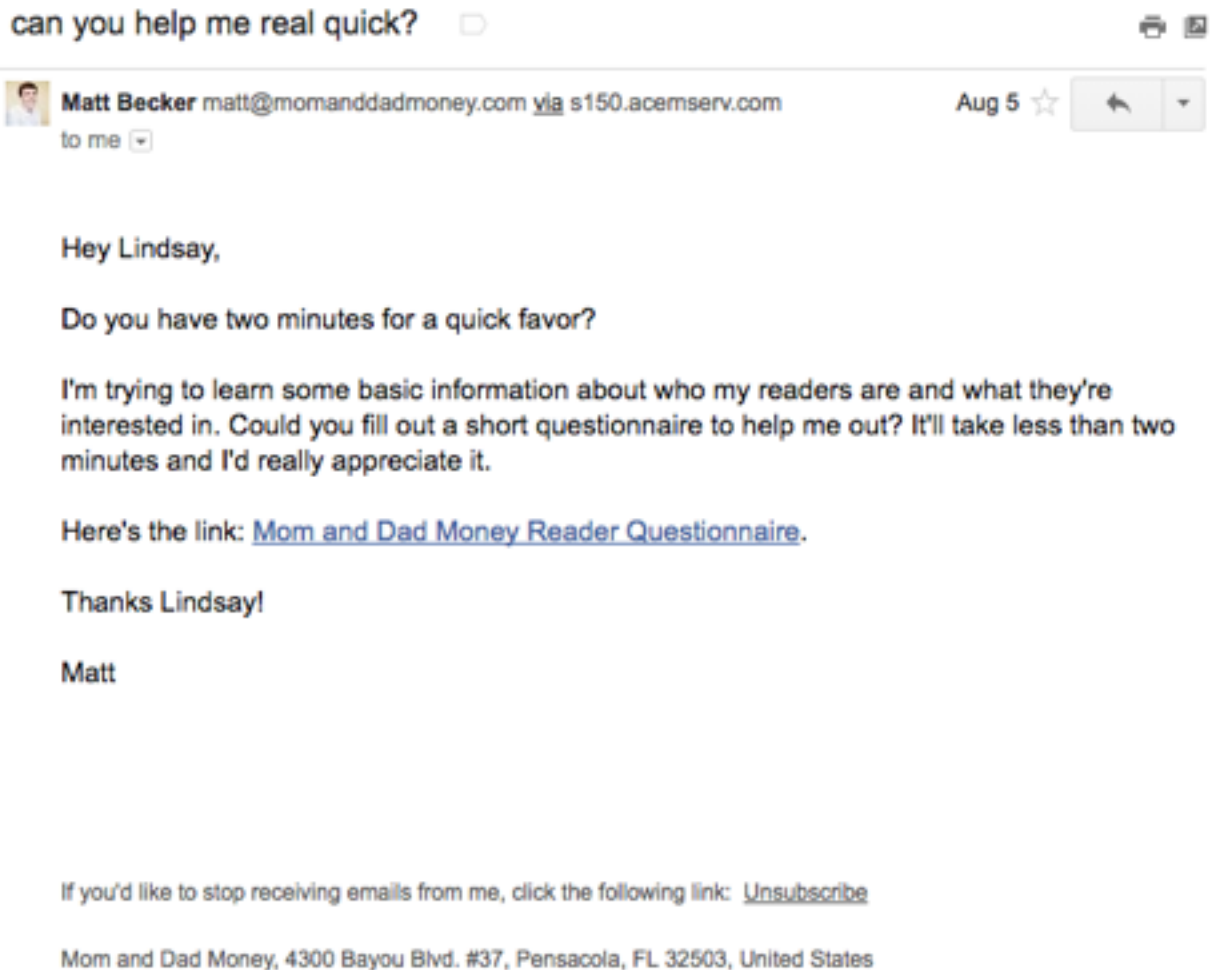 can you help me real quick?
Matt Becker matt@momanddadmoney.com via s150.acemserv.com
Aug 5
to me
Hey Lindsay,
Do you have two minutes for a quick favor?
I'm trying to learn some basic information about who my readers are and what they're
interested in. Could you fill out a short questionnaire to help me out? It'll take less than two
minutes and I'd really appreciate it.
Here's the link: Mom and Dad Money Reader Questionnaire.
Thanks Lindsay!
Matt
If you'd like to stop receiving emails from me, click the following link: Unsubscribe
Mom and Dad Money, 4300 Bayou Blvd. #37, Pensacola, FL 32503, United States